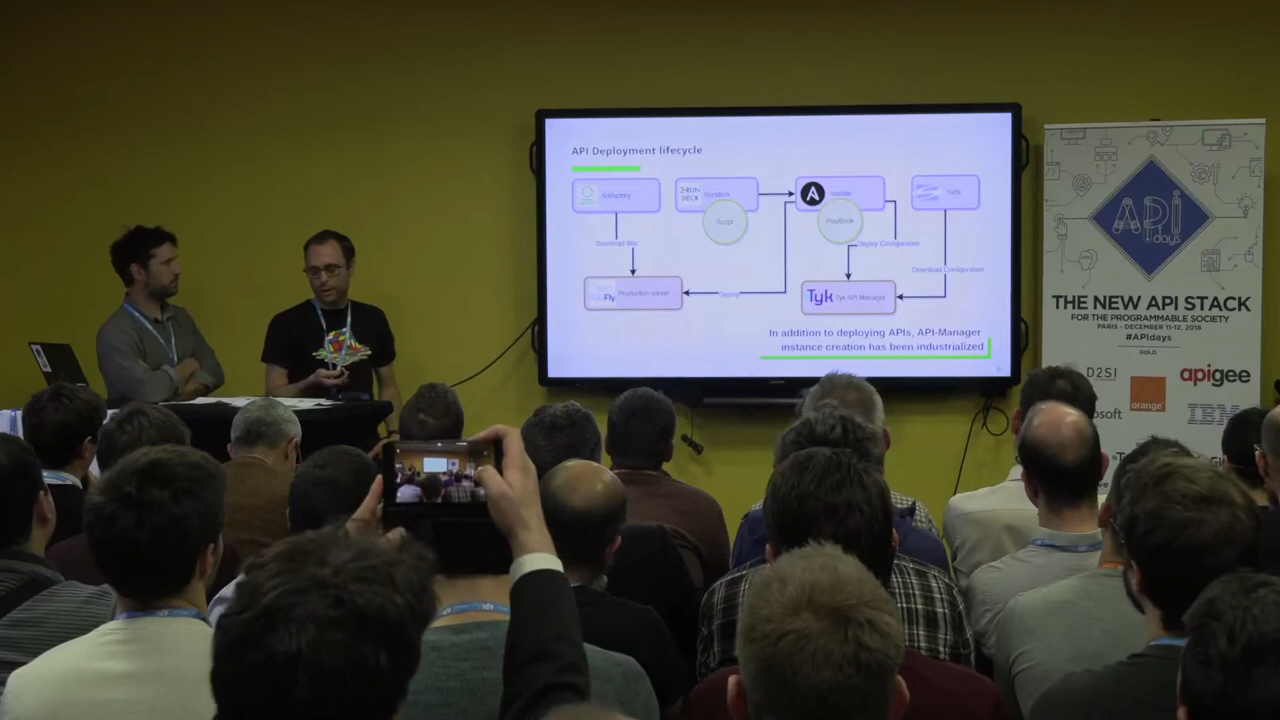 API Deployment lifecycle
Artifactory
RUN
DECK
Rundeck
A
Ansible
SVN
Script
PlayBook
Download War
Deploy Configuration
Download Configuration
Fly
Production server
Deploy
Tyk
Tyk API Manager
In addition to deploying APIs, API-Manager
instance creation has been industrialized
API
days
THE NEW API STACK
FOR THE PROGRAMMABLE SOCIETY
PARIS - DECEMBER 11-12, 2018
#APIdays
GOLD
D2SI
orange
apigee
osoft
IBM